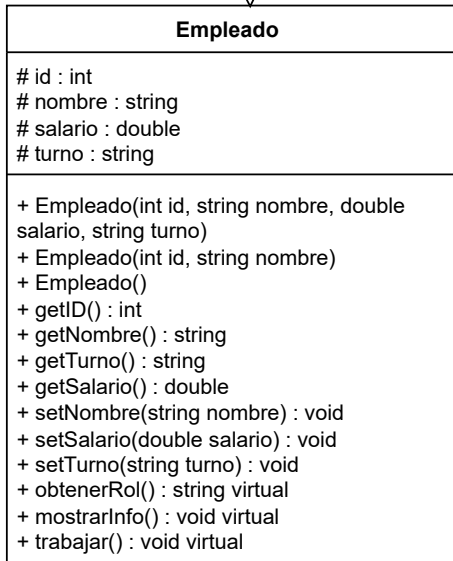 Empleado
# id : int
# nombre : string
# salario : double
# turno : string
+ Empleado(int id, string nombre, double
salario, string turno)
+ Empleado(int id, string nombre)
+ Empleado()
+ getID() : int
+ getNombre() : string
+ getTurno() : string
+ getSalario() : double
+ setNombre(string nombre) : void
+ setSalario(double salario) : void
+ setTurno(string turno) : void
+ obtenerRol() : string virtual
+ mostrarInfo() : void virtual
+ trabajar() : void virtual